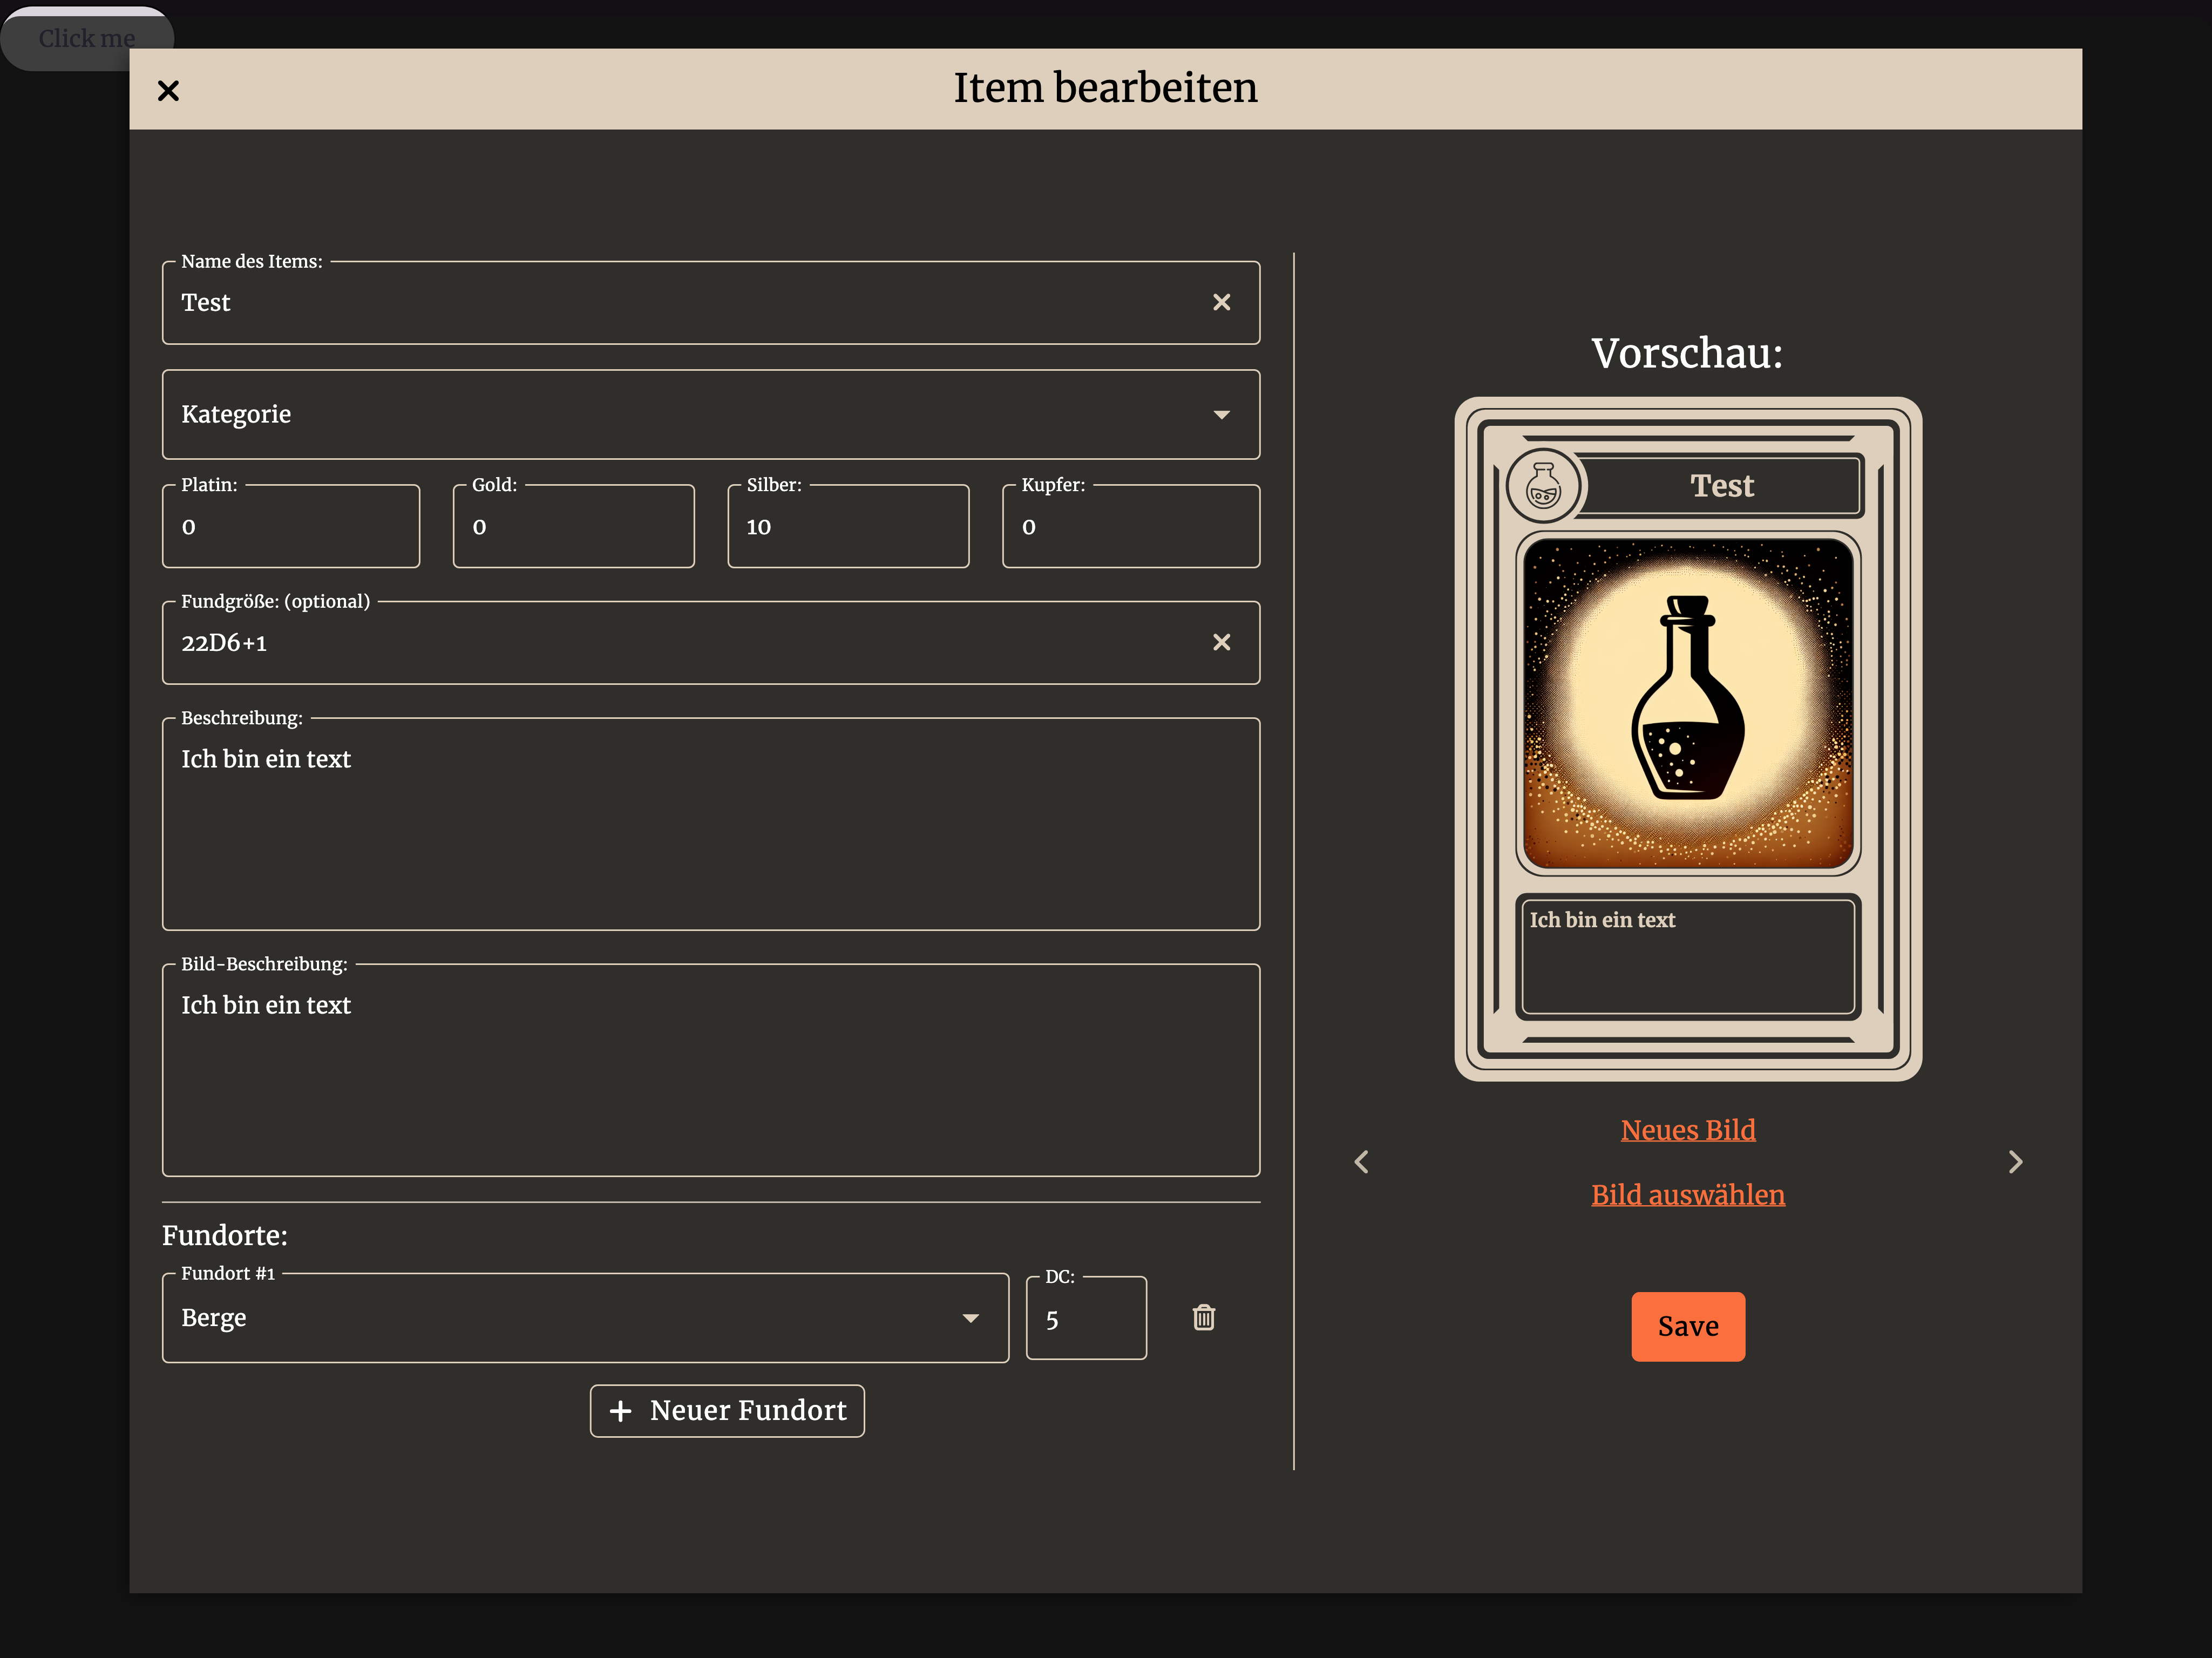 Click me
Item bearbeiten
Name des Items:
Test
Kategorie
Platin:
0
Gold:
0
Silber:
10
Kupfer:
0
Fundgröße: (optional)
22D6+1
Beschreibung:
Ich bin ein text
Bild-Beschreibung:
Ich bin ein text
Fundorte:
Fundort #1
Berge
DC:
5
Neuer Fundort
Vorschau:
Test
Ich bin ein text
Neues Bild
Bild auswählen
Save